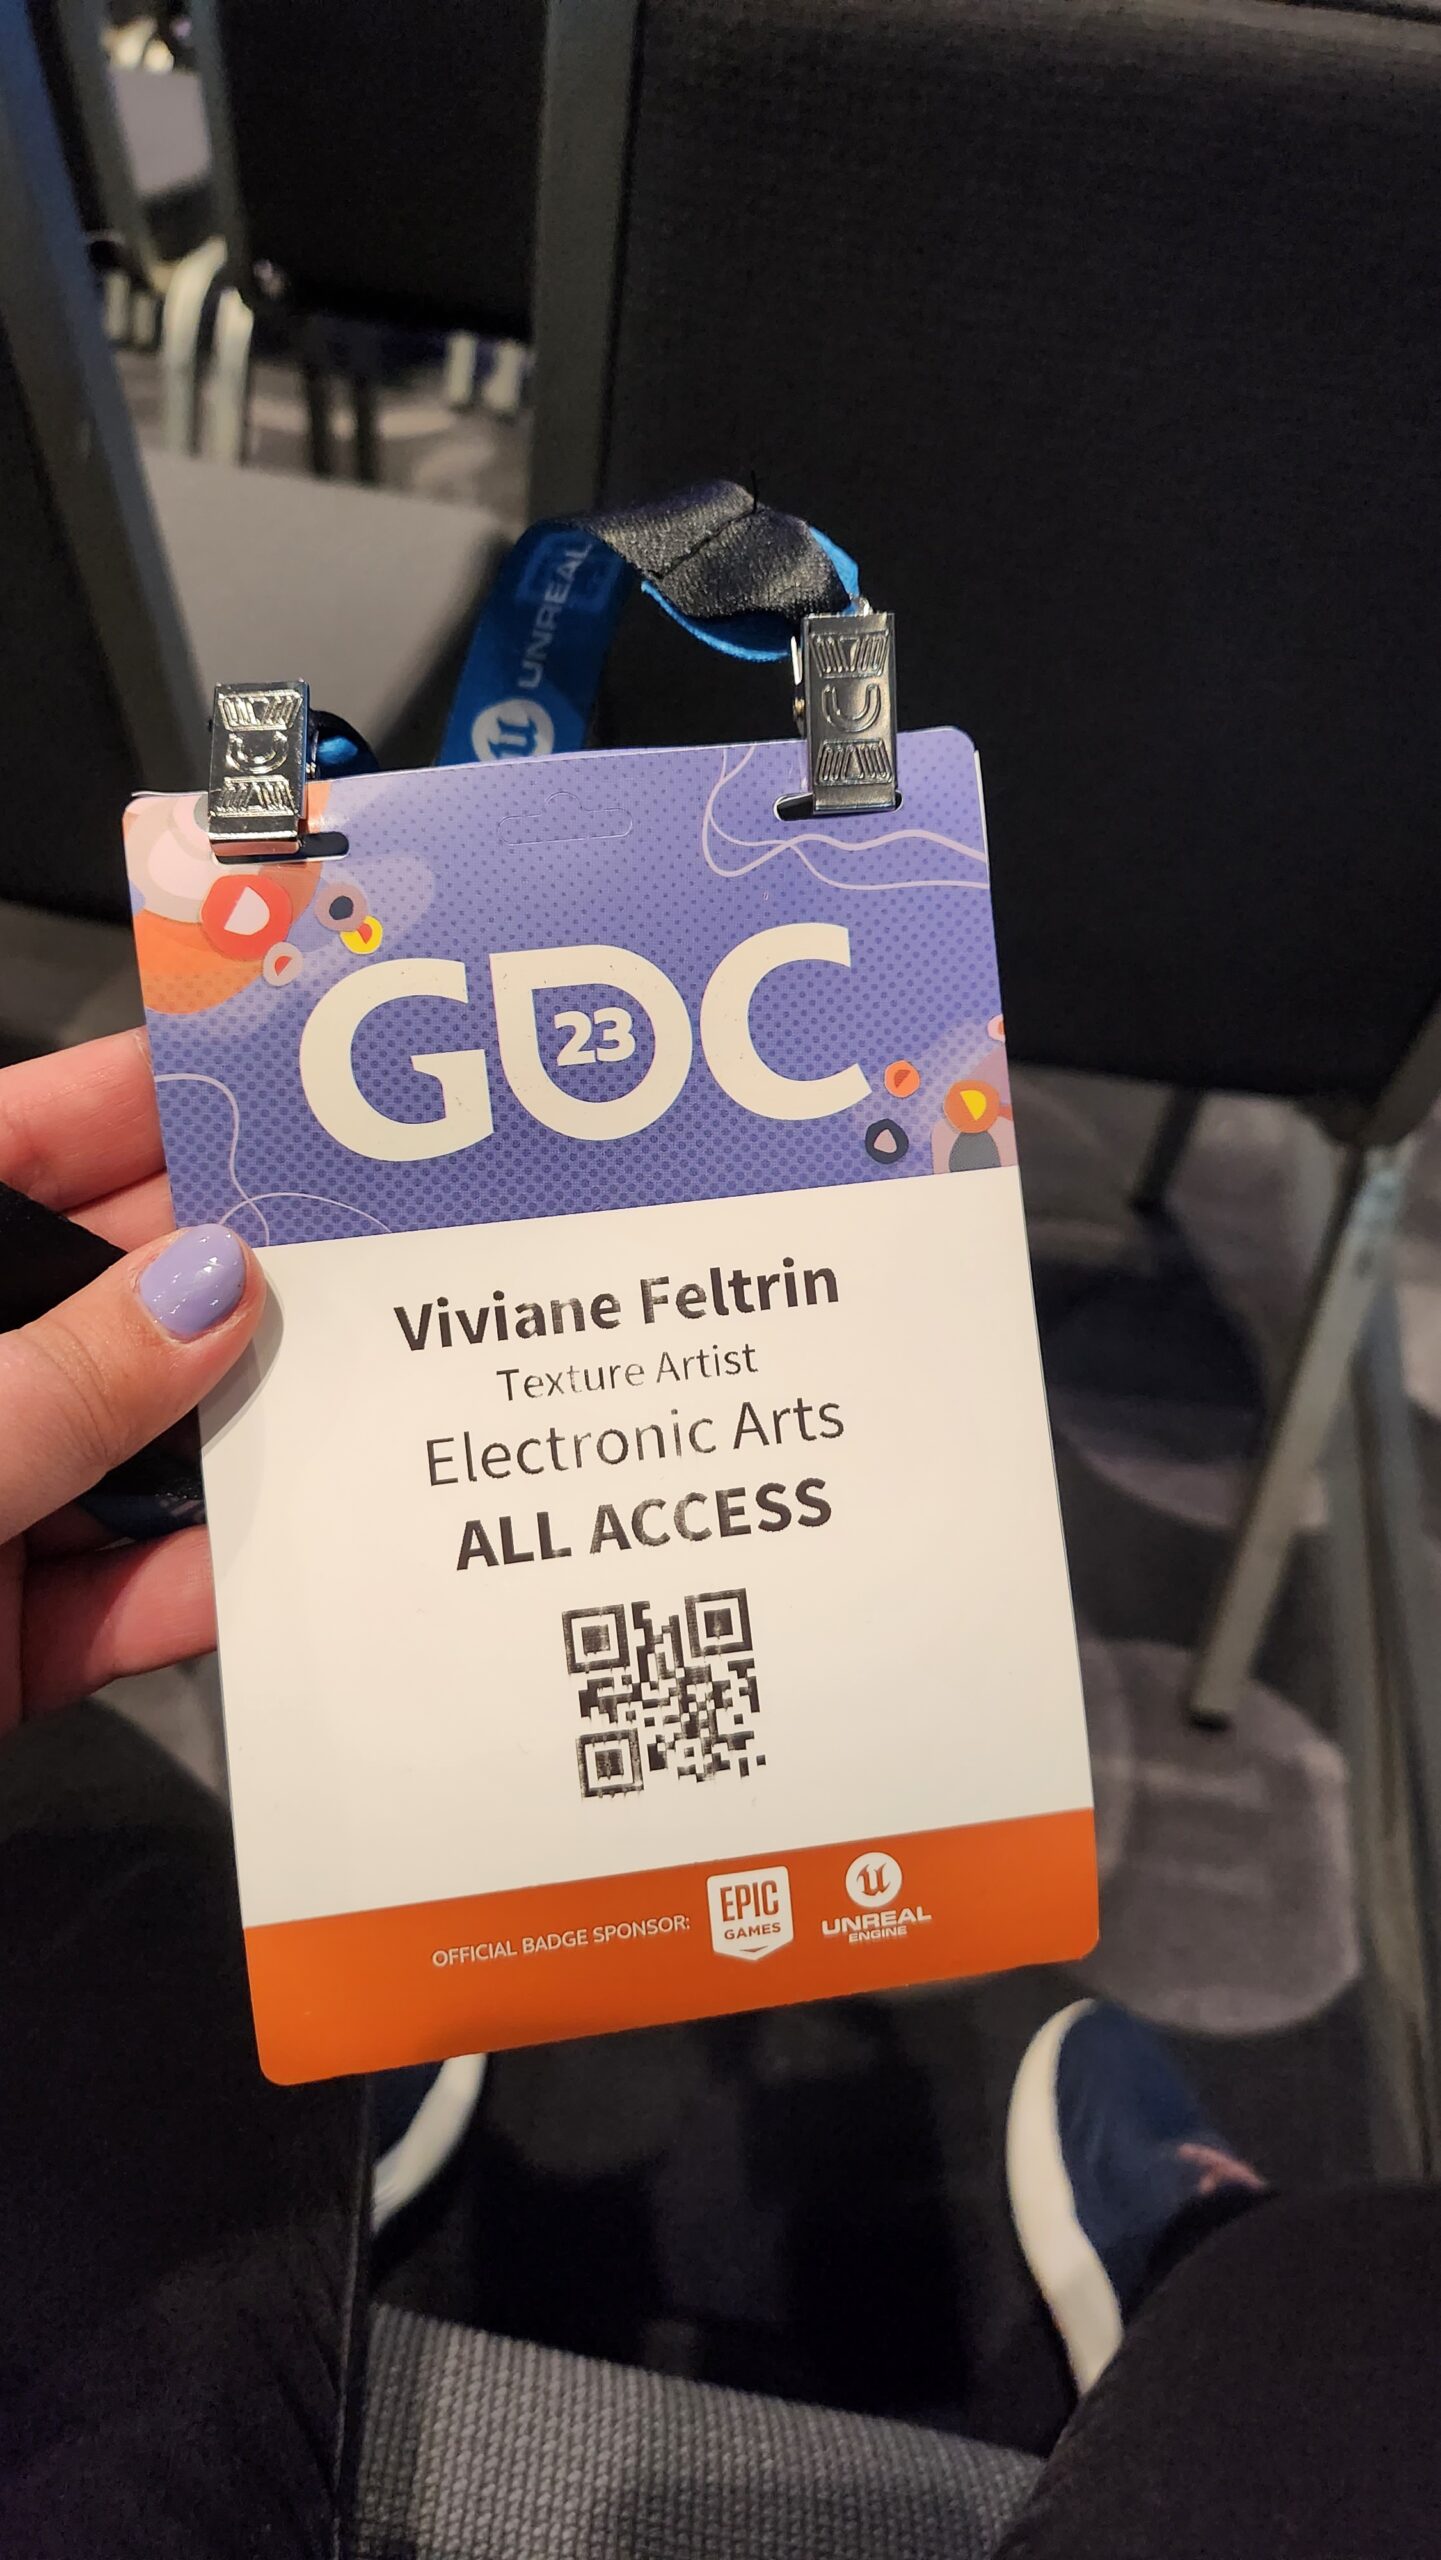 UNREAL
GDC
23
Viviane Feltrin
Texture Artist
Electronic Arts
ALL ACCESS
OFFICIAL BADGE SPONSOR:
EPIC
GAMES
UNREAL
ENGINE